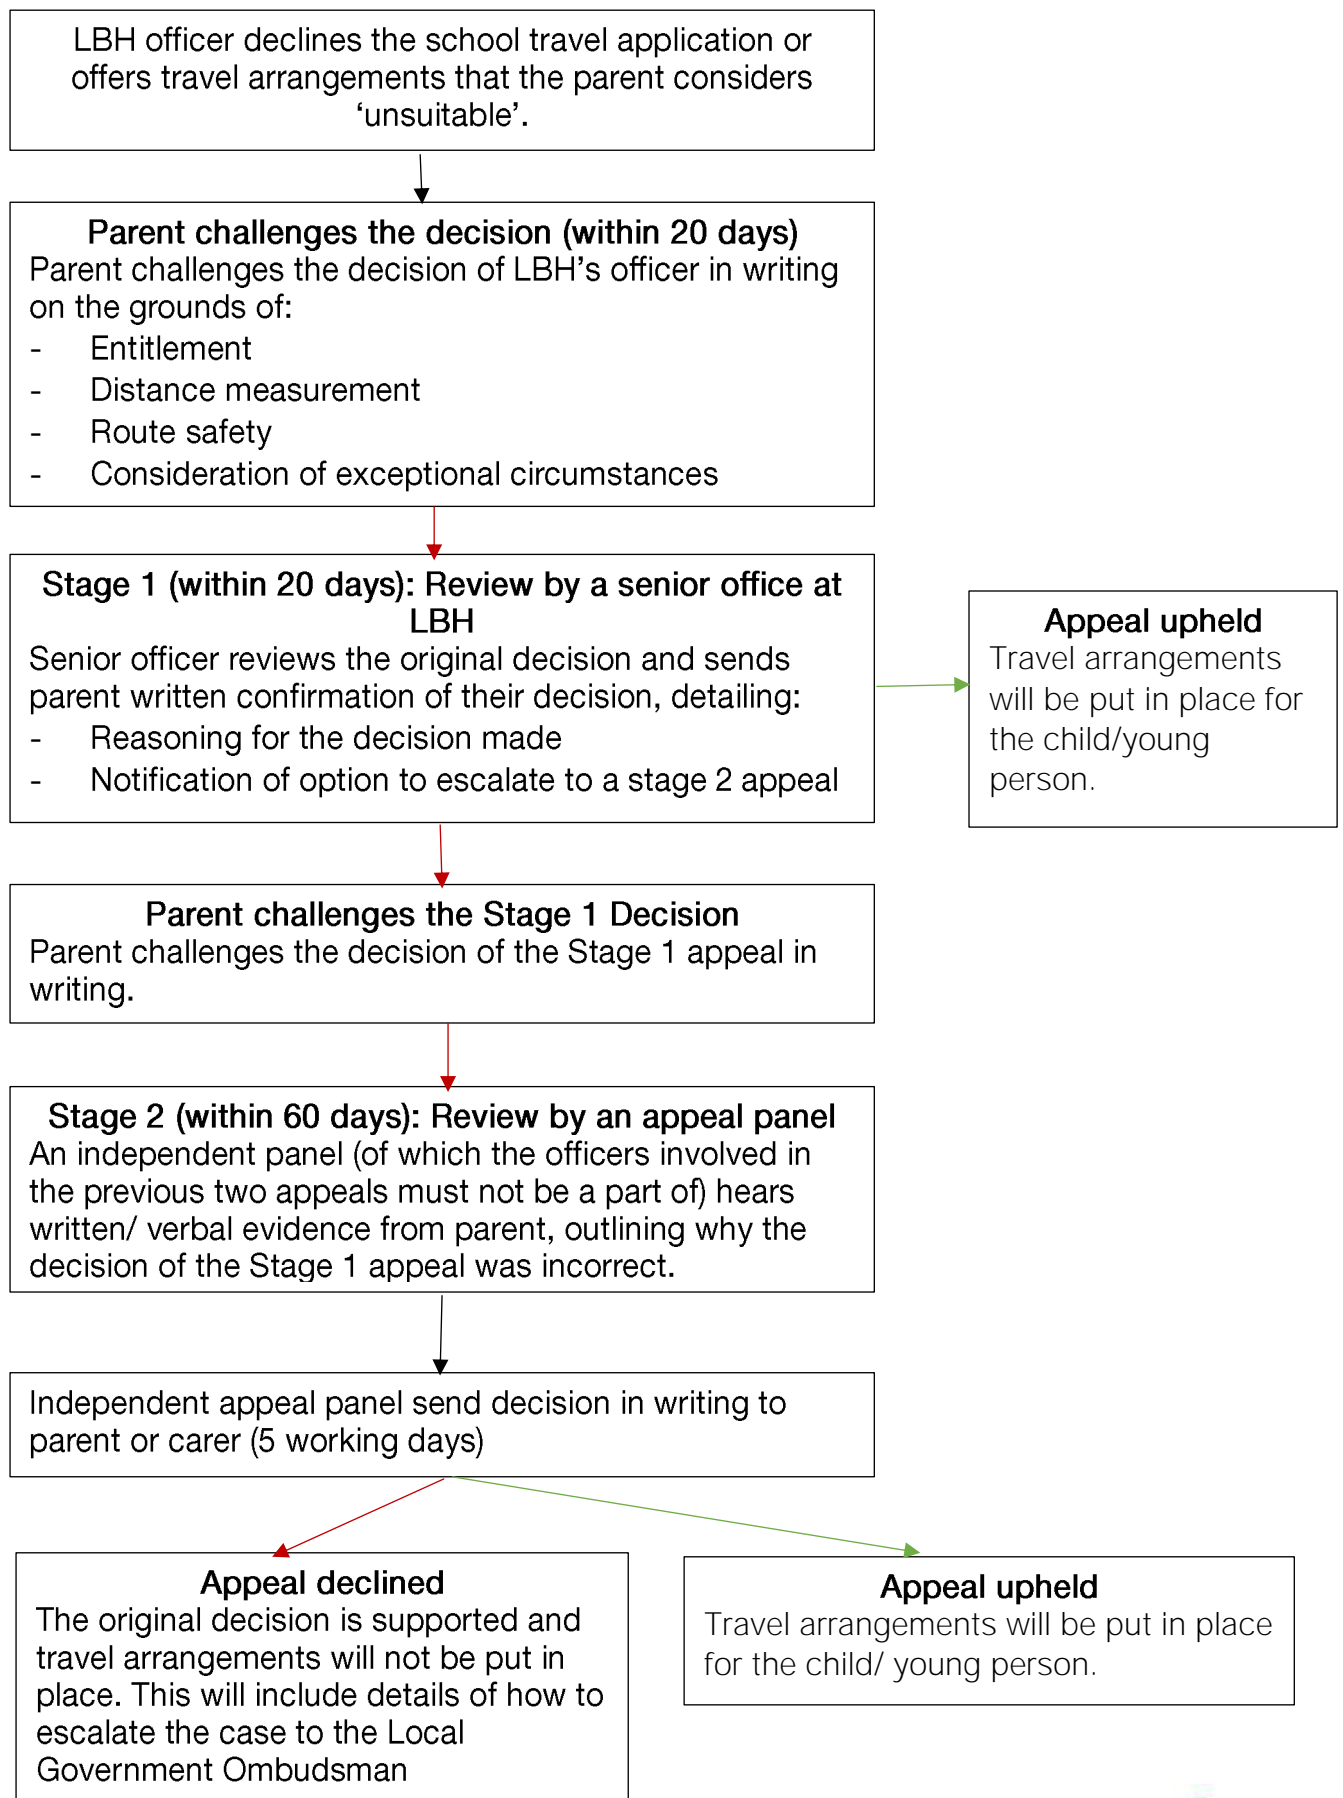 LBH officer declines the school travel application or
offers travel arrangements that the parent considers
‘unsuitable’.
Parent challenges the decision (within 20 days)
Parent challenges the decision of LBH’s officer in writing
on the grounds of:
- Entitlement
- Distance measurement
- Route safety
- Consideration of exceptional circumstances
Stage 1 (within 20 days): Review by a senior office at
LBH
Senior officer reviews the original decision and sends
parent written confirmation of their decision, detailing:
- Reasoning for the decision made
- Notification of option to escalate to a stage 2 appeal
Appeal upheld
Travel arrangements
will be put in place for
the child/young
person.
Parent challenges the Stage 1 Decision
Parent challenges the decision of the Stage 1 appeal in
writing.
Stage 2 (within 60 days): Review by an appeal panel
An independent panel (of which the officers involved in
the previous two appeals must not be a part of) hears
written/ verbal evidence from parent, outlining why the
decision of the Stage 1 appeal was incorrect.
Independent appeal panel send decision in writing to
parent or carer (5 working days)
Appeal declined
The original decision is supported and
travel arrangements will not be put in
place. This will include details of how to
escalate the case to the Local
Government Ombudsman
Appeal upheld
Travel arrangements will be put in place
for the child/ young person.